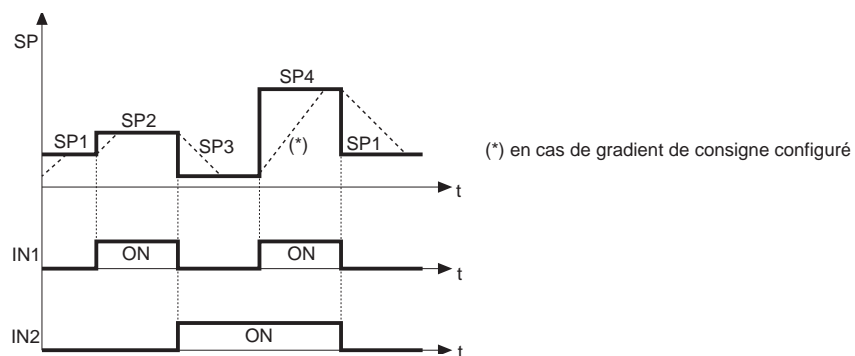 SP
SP4
SP2
SP1
SP3
(*)
SP1
(*) en cas de gradient de consigne configuré
t
IN1
ON
ON
t
IN2
ON
t